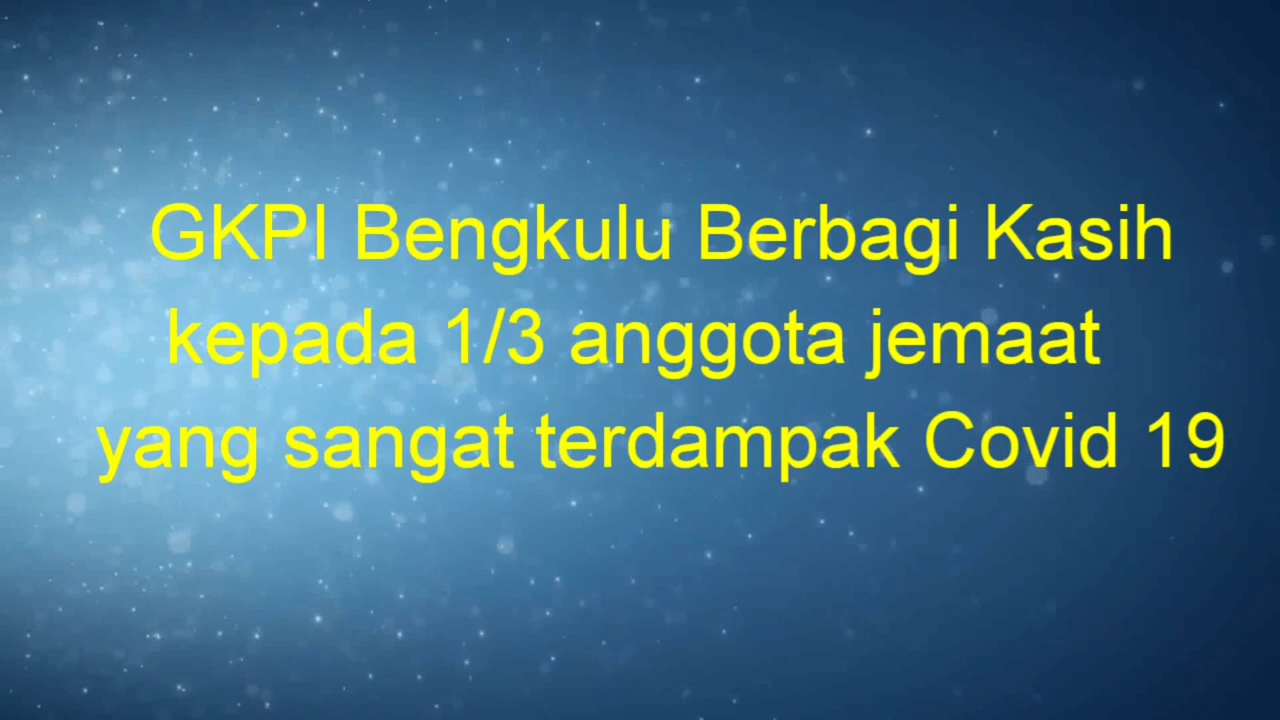 GKPI Bengkulu Berbagi Kasih
kepada 1/3 anggota jemaat
yang sangat terdampak Covid 19